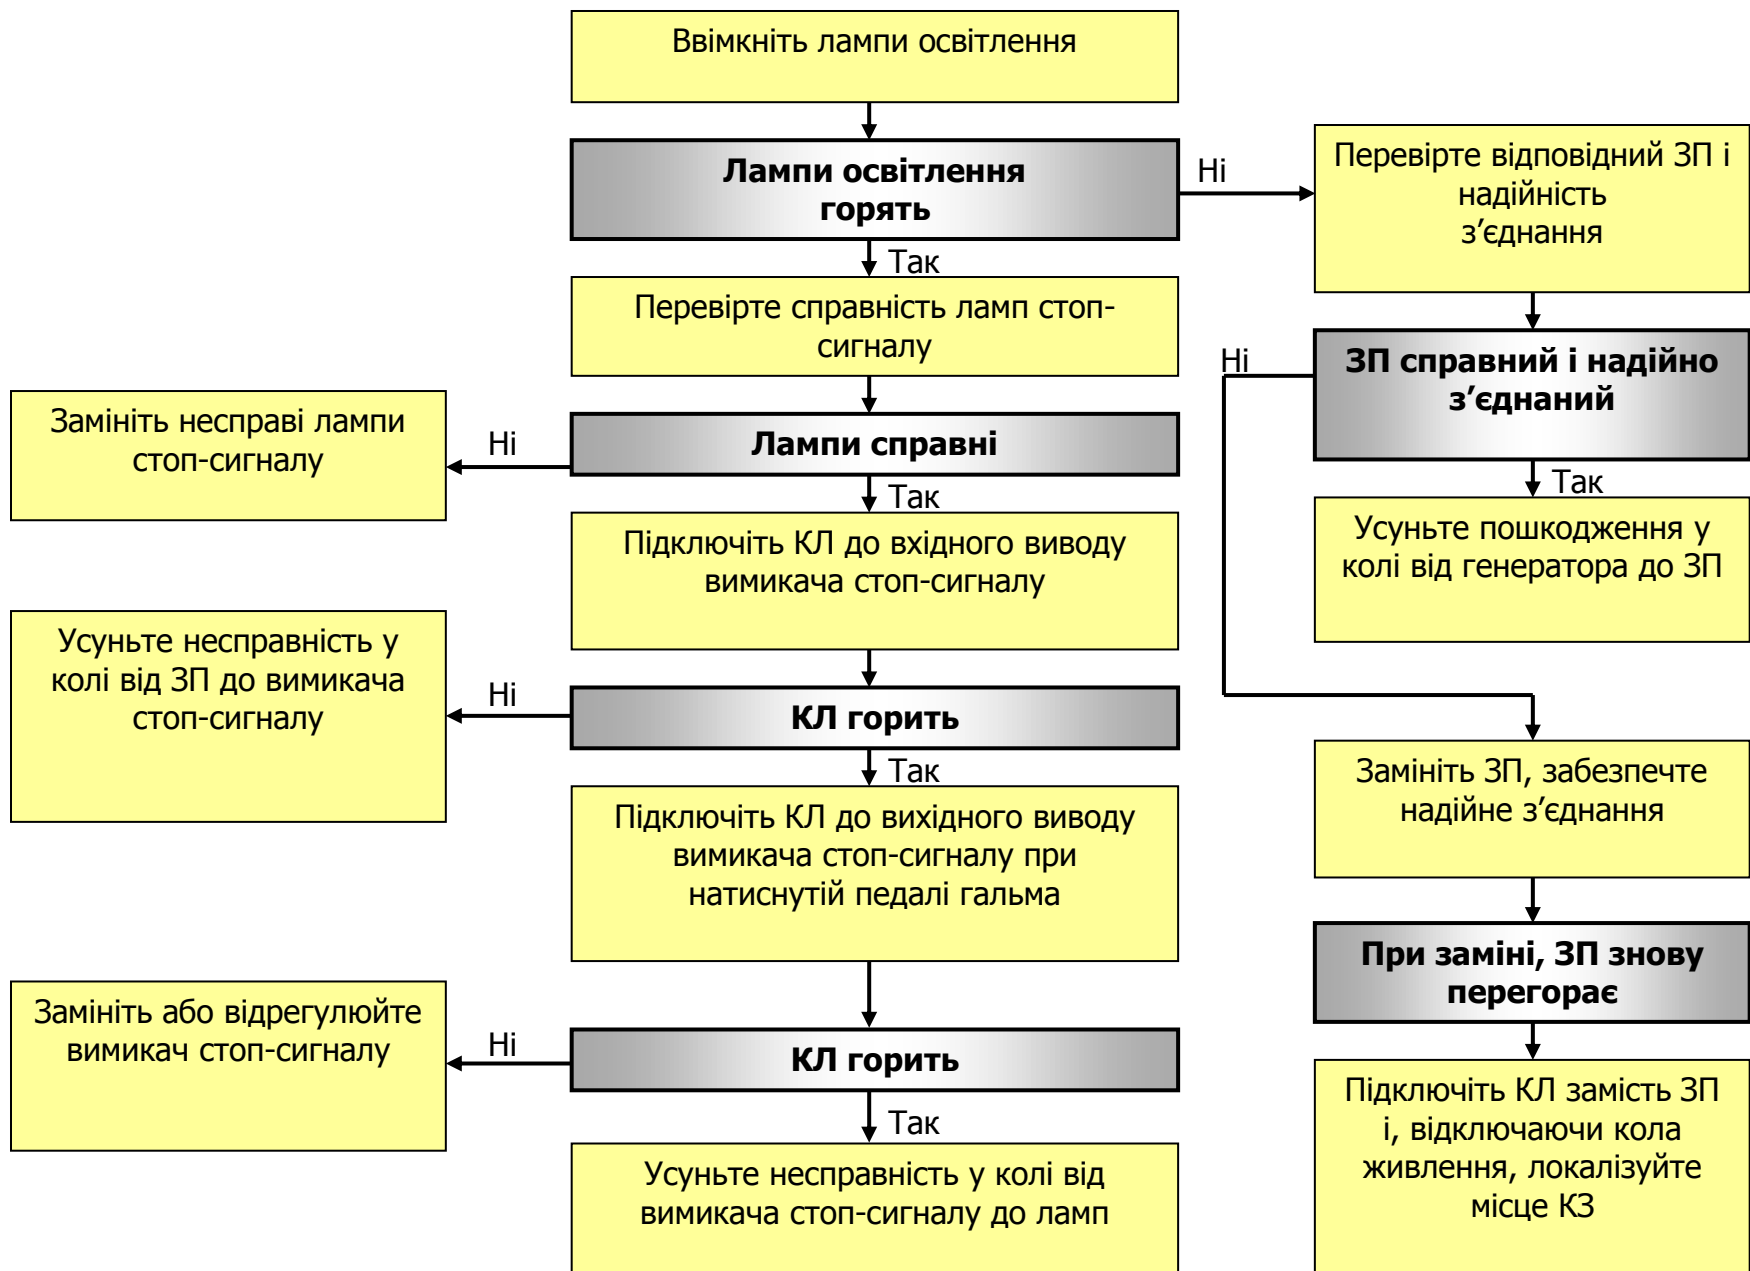 Ввімкніть лампи освітлення
Лампи освітлення
горять
Ні
Перевірте відповідний ЗП і
надійність
з’єднання
Так
Перевірте справність ламп стоп-
сигналу
Ні
ЗП справний і надійно
з’єднаний
Замініть несправі лампи
стоп-сигналу
Ні
Лампи справні
Так
Так
Підключіть КЛ до вхідного виводу
вимикача стоп-сигналу
Усуньте пошкодження у
колі від генератора до ЗП
Усуньте несправність у
колі від ЗП до вимикача
стоп-сигналу
Ні
КЛ горить
Так
Замініть ЗП, забезпечте
надійне з’єднання
Підключіть КЛ до вихідного виводу
вимикача стоп-сигналу при
натиснутій педалі гальма
При заміні, ЗП знову
перегорає
Замініть або відрегулюйте
вимикач стоп-сигналу
Ні
КЛ горить
Так
Підключіть КЛ замість ЗП
і, відключаючи кола
живлення, локалізуйте
місце КЗ
Усуньте несправність у колі від
вимикача стоп-сигналу до ламп